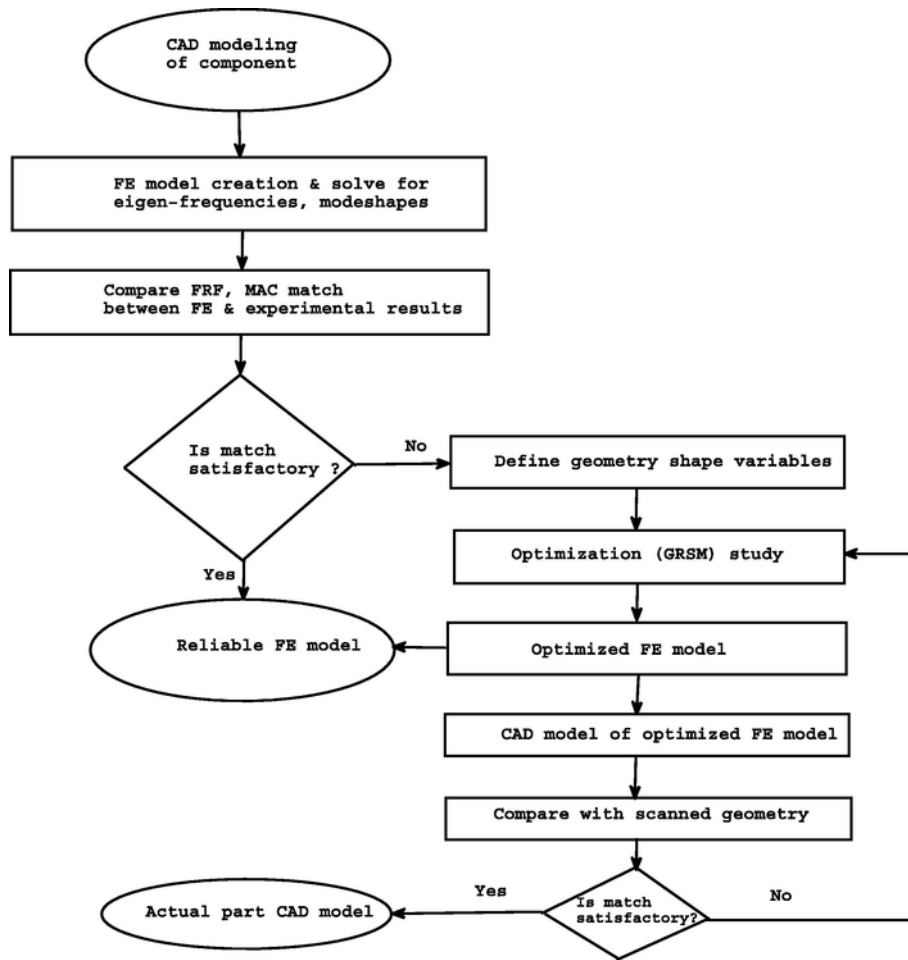 CAD modeling
of component
FE model creation & solve for
eigen-frequencies, modeshapes
Compare FRF, MAC match
between FE & experimental results
Is match
satisfactory ?
No
Define geometry shape variables
Optimization (GRSM) study
Yes
Reliable FE model
Optimized FE model
CAD model of optimized FE model
Compare with scanned geometry
Is match
satisfactory?
Yes
No
Actual part CAD model